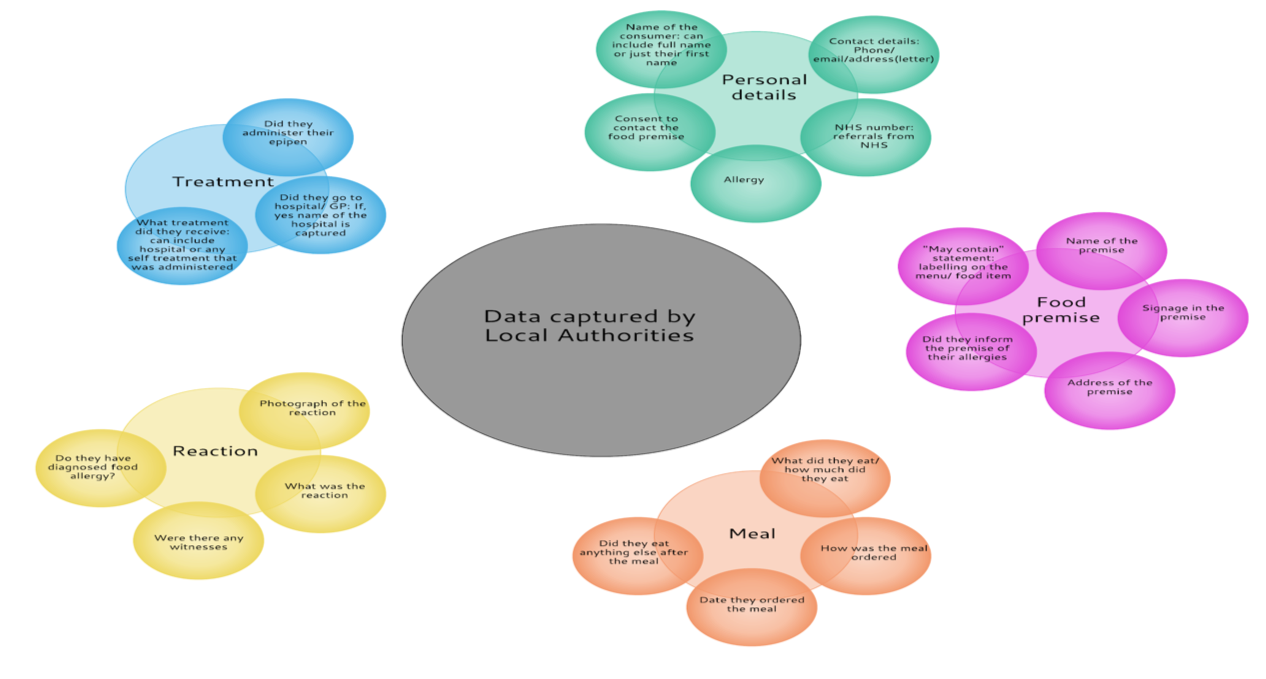 Name of the
consumer: can
include full name
or just their first
name
Contact details:
Phone/
email/address(letter)
Personal
details
Consent to
contact the
food premise
NHS number:
referrals from
NHS
Allergy
Did they
administer their
epipen
Treatment
Did they go to
hospital/ GP: If,
yes name of the
hospital is
captured
What treatment
did they receive:
can include
hospital or any
self treatment that
was administered
Data captured by
Local Authorities
"May contain"
statement:
labelling on the
menu/ food item
Name of the
premise
Food
premise
Signage in the
premise
Did they inform
the premise of
their allergies
Address of the
premise
Photograph of the
reaction
Reaction
Do they have
diagnosed food
allergy?
What was the
reaction
Were there any
witnesses
What did they eat/
how much did
they eat
Meal
Did they eat
anything else after
the meal
How was the meal
ordered
Date they ordered
the meal